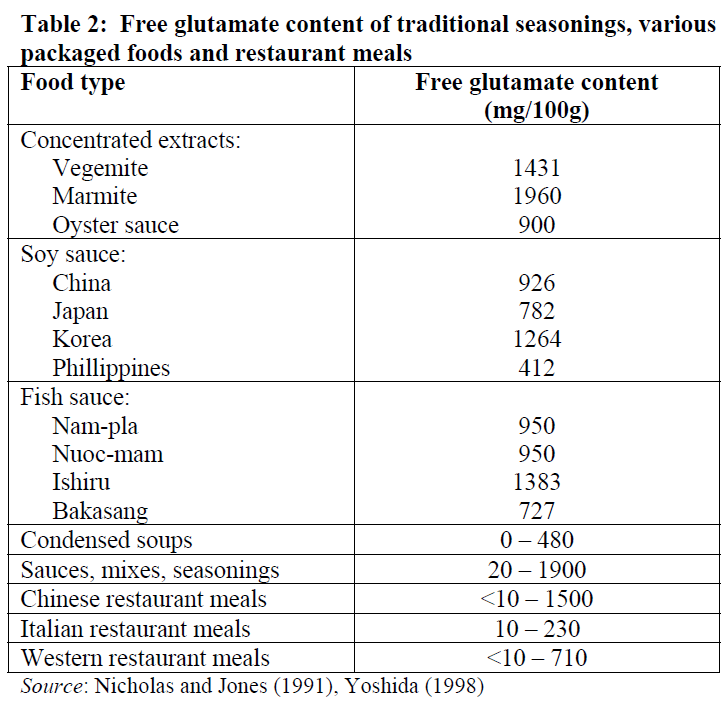 Table 2: Free glutamate content of traditional seasonings, various
packaged foods and restaurant meals
Food type Free glutamate content
(mg/100g)
Concentrated extracts:
Vegemite 1431
Marmite 1960
Oyster sauce 900
Soy sauce:
China 926
Japan 782
Korea 1264
Phillippines 412
Fish sauce:
Nam-pla 950
Nuoc-mam 950
Ishiru 1383
Bakasang 727
Condensed soups 0 – 480
Sauces, mixes, seasonings 20 – 1900
Chinese restaurant meals <10 – 1500
Italian restaurant meals 10 – 230
Western restaurant meals <10 – 710
Source: Nicholas and Jones (1991), Yoshida (1998)